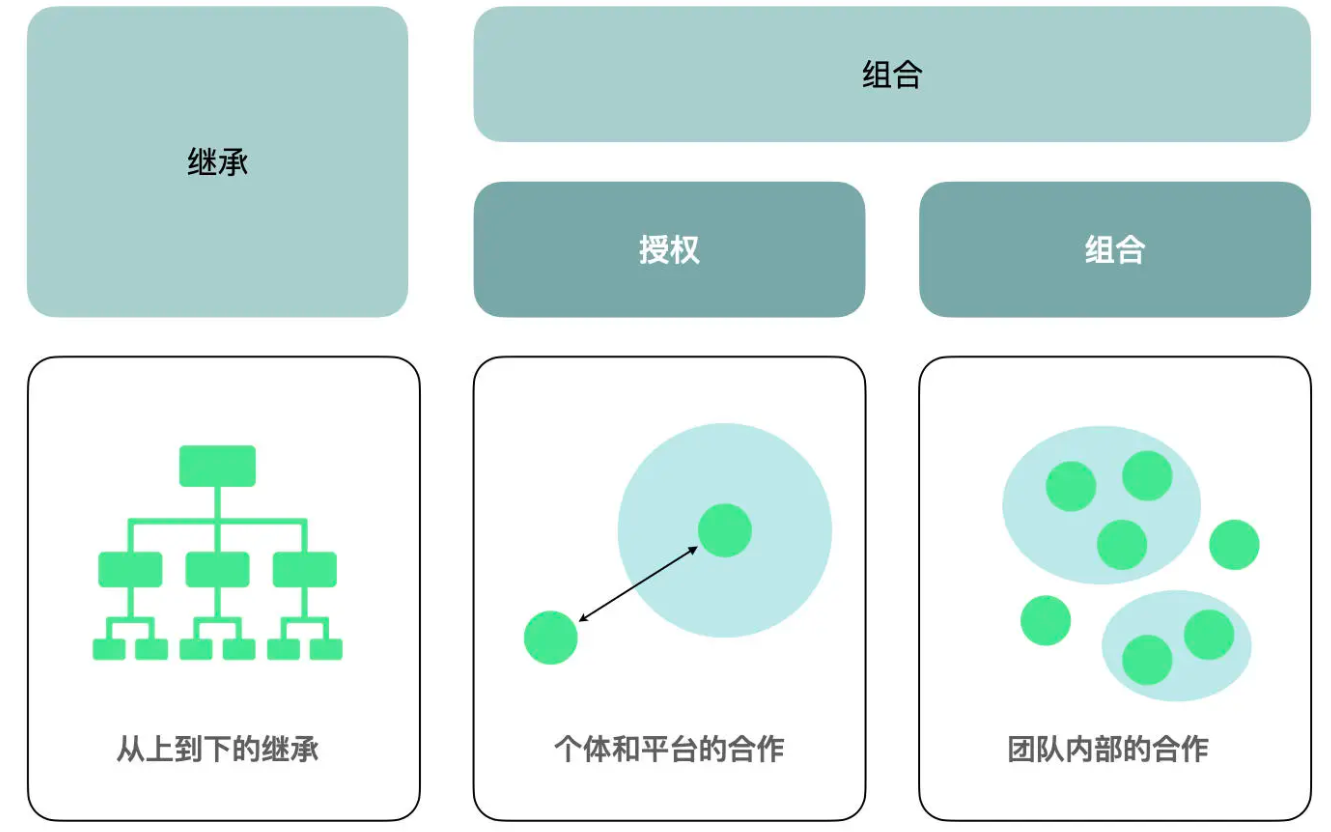 继承
组合
授权
组合
从上到下的继承
个体和平台的合作
团队内部的合作